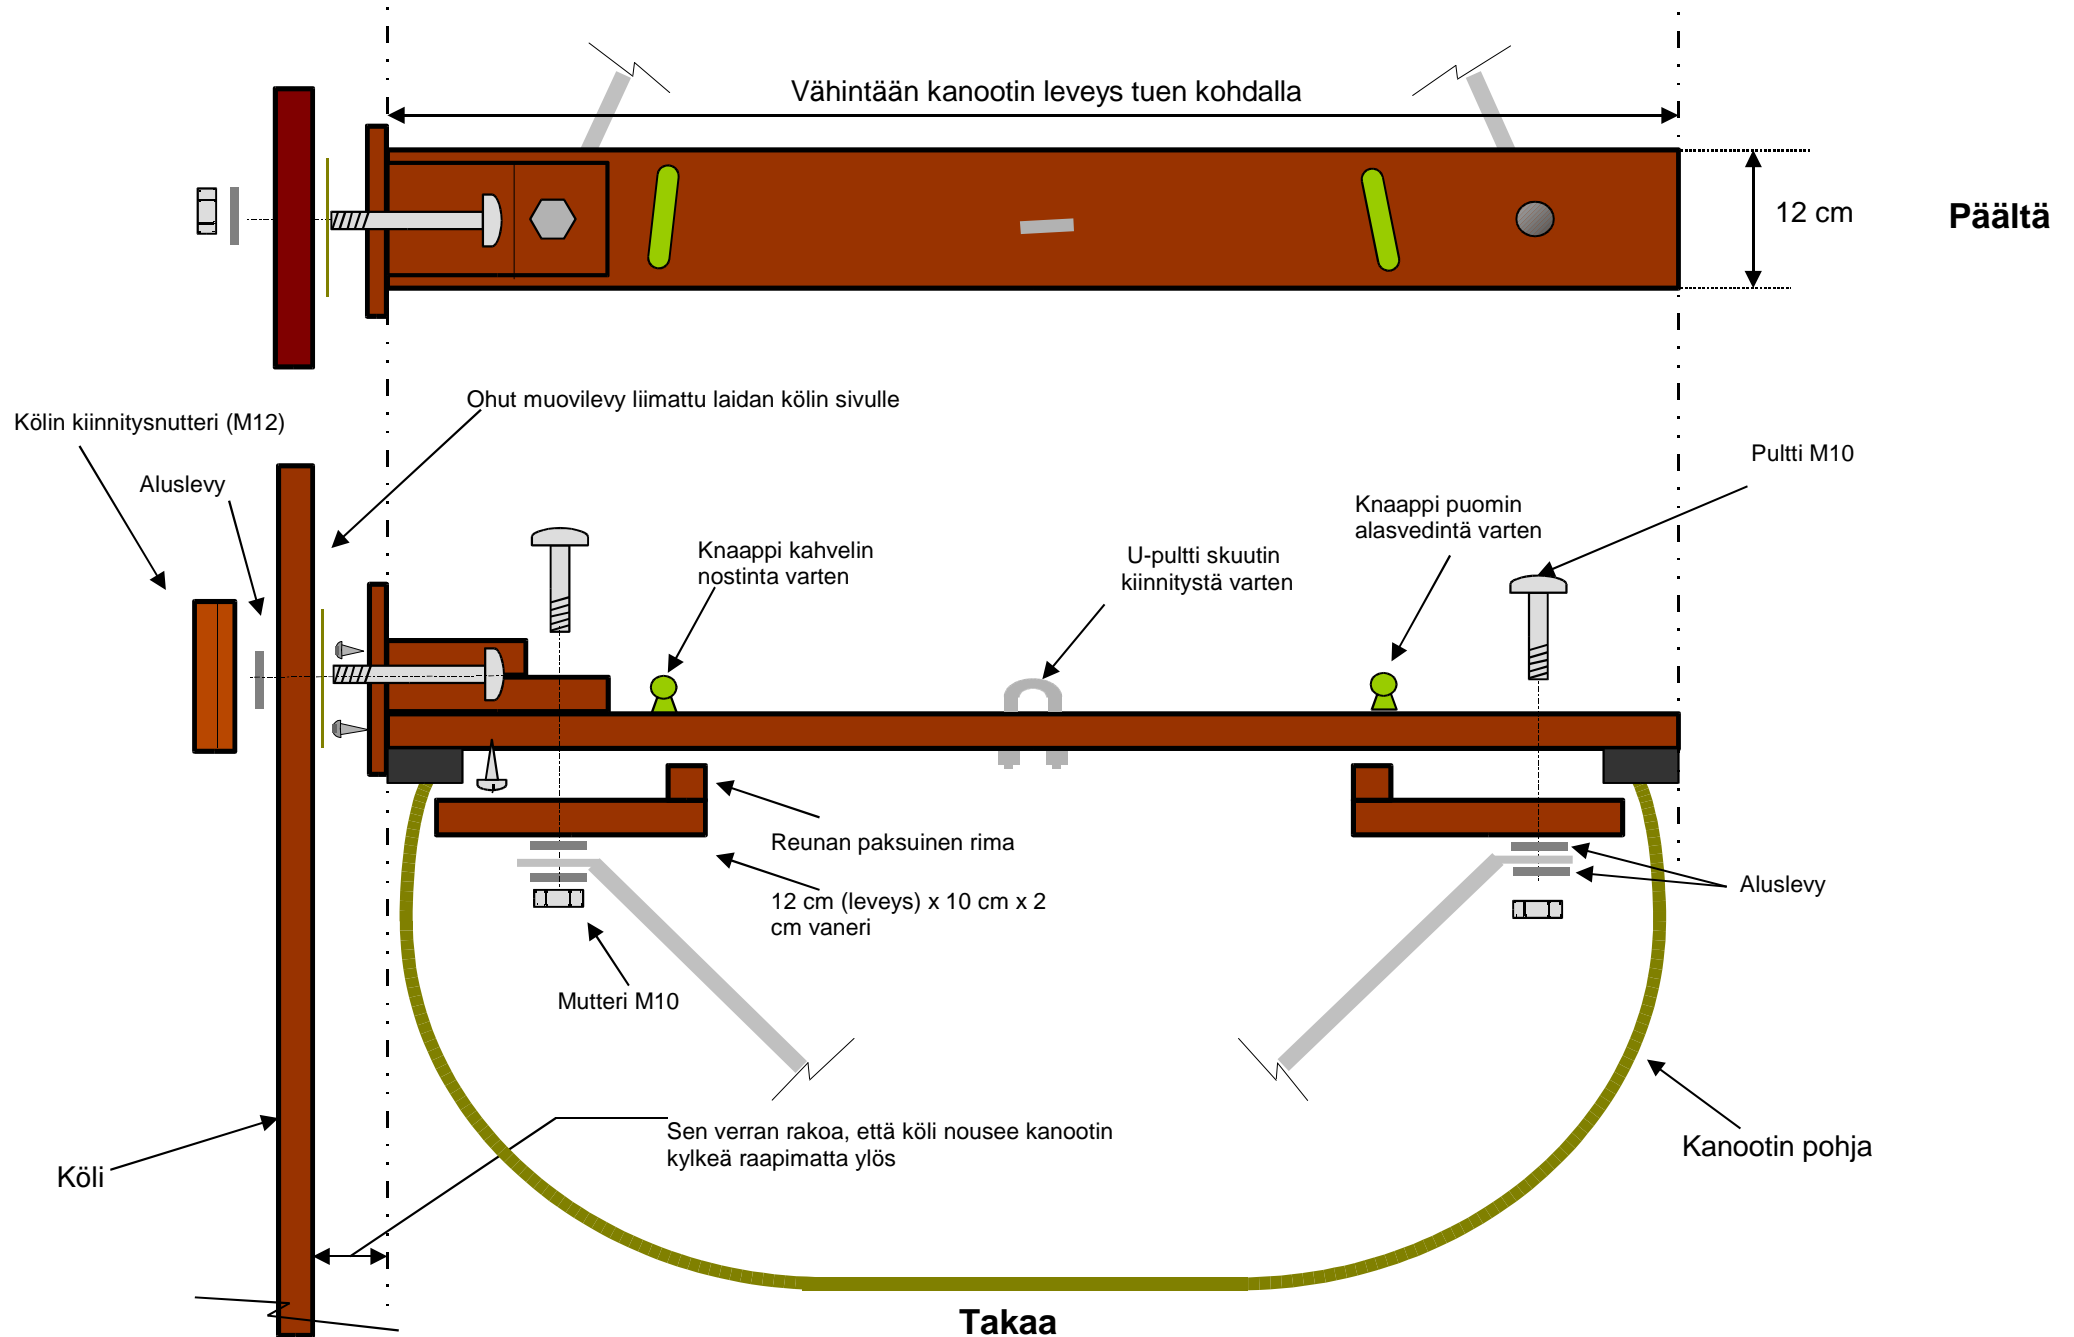 Vähintään kanootin leveys tuen kohdalla
12 cm
Päältä
Ohut muovilevy liimattu laidan kölin sivulle
Kölin kiinnitysnutteri (M12)
Aluslevy
Pultti M10
Knaappi puomin
alasvedintä varten
Knaappi kahvelin
nostinta varten
U-pultti skuutin
kiinnitystä varten
Reunan paksuinen rima
12 cm (leveys) x 10 cm x 2
cm vaneri
Aluslevy
Mutteri M10
Sen verran rakoa, että köli nousee kanootin
kylkeä raapimatta ylös
Kanootin pohja
Köli
Takaa